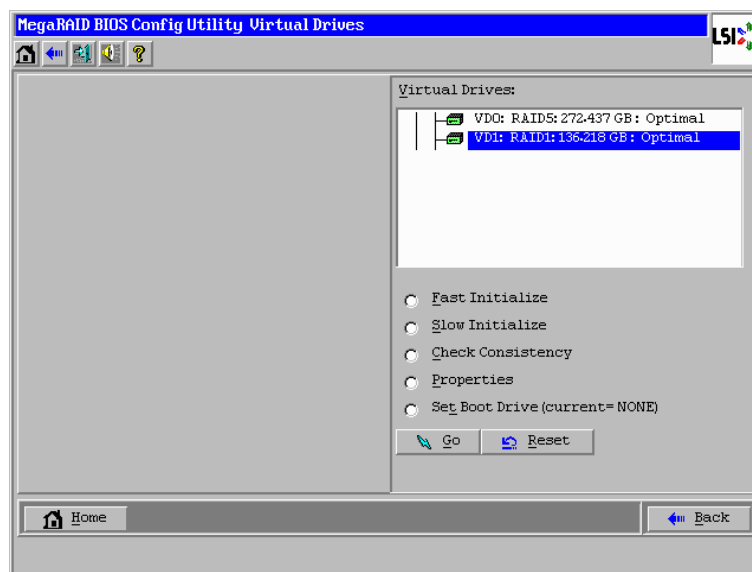 MegaRAID BIOS Config Utility Virtual Drives
LSI
Virtual Drives:
VD0: RAID5: 272.437 GB: Optimal
VD1: RAID1: 136.218 GB: Optimal
Fast Initialize
Slow Initialize
Check Consistency
Properties
Set Boot Drive (current= NONE)
Go
Reset
Home
Back